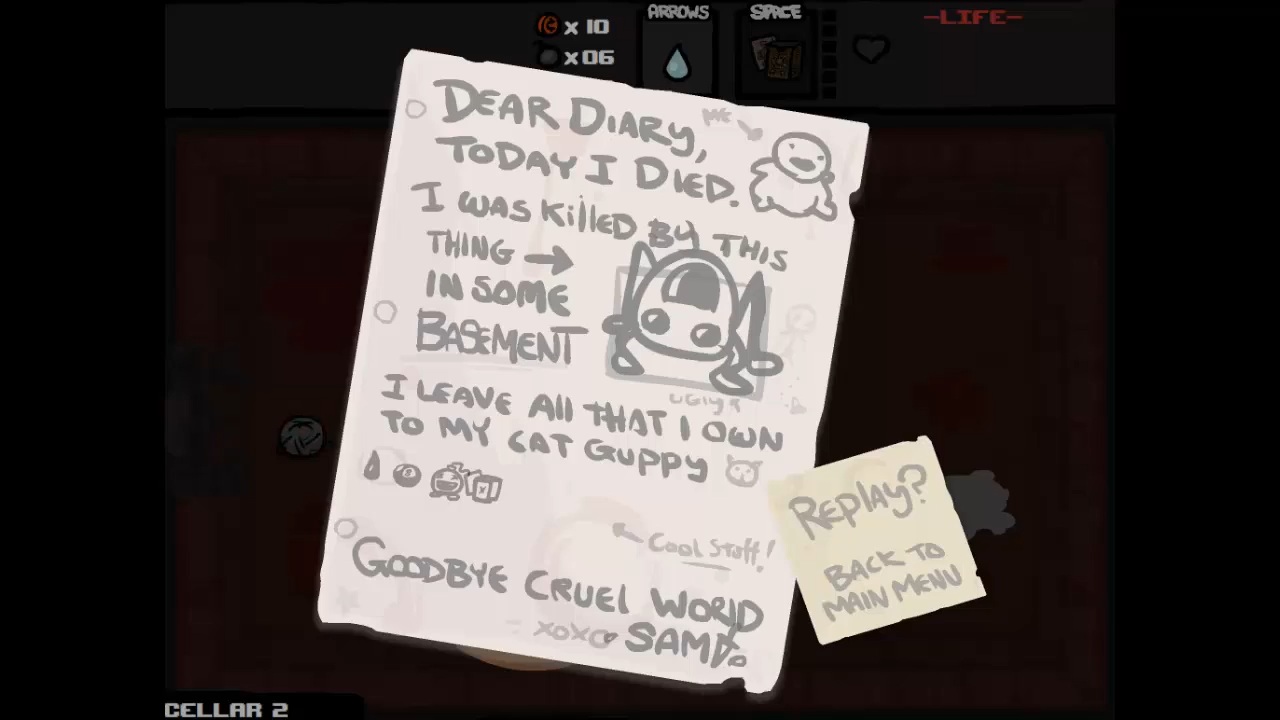 x 10
x 06
ARROWS
SPACE
-LIFE-
DEAR DIARY,
ME
TODAY I DIED.
I WAS KILLED BY THIS
THING →
IN SOME
BASEMENT
UGLY
I LEAVE ALL THAT I OWN
TO MY CAT GUPPY
COOL STUFF!
GOODBYE CRUEL WORLD
XOXO SAM
REPLAY?
BACK TO
MAIN MENU
CELLAR 2